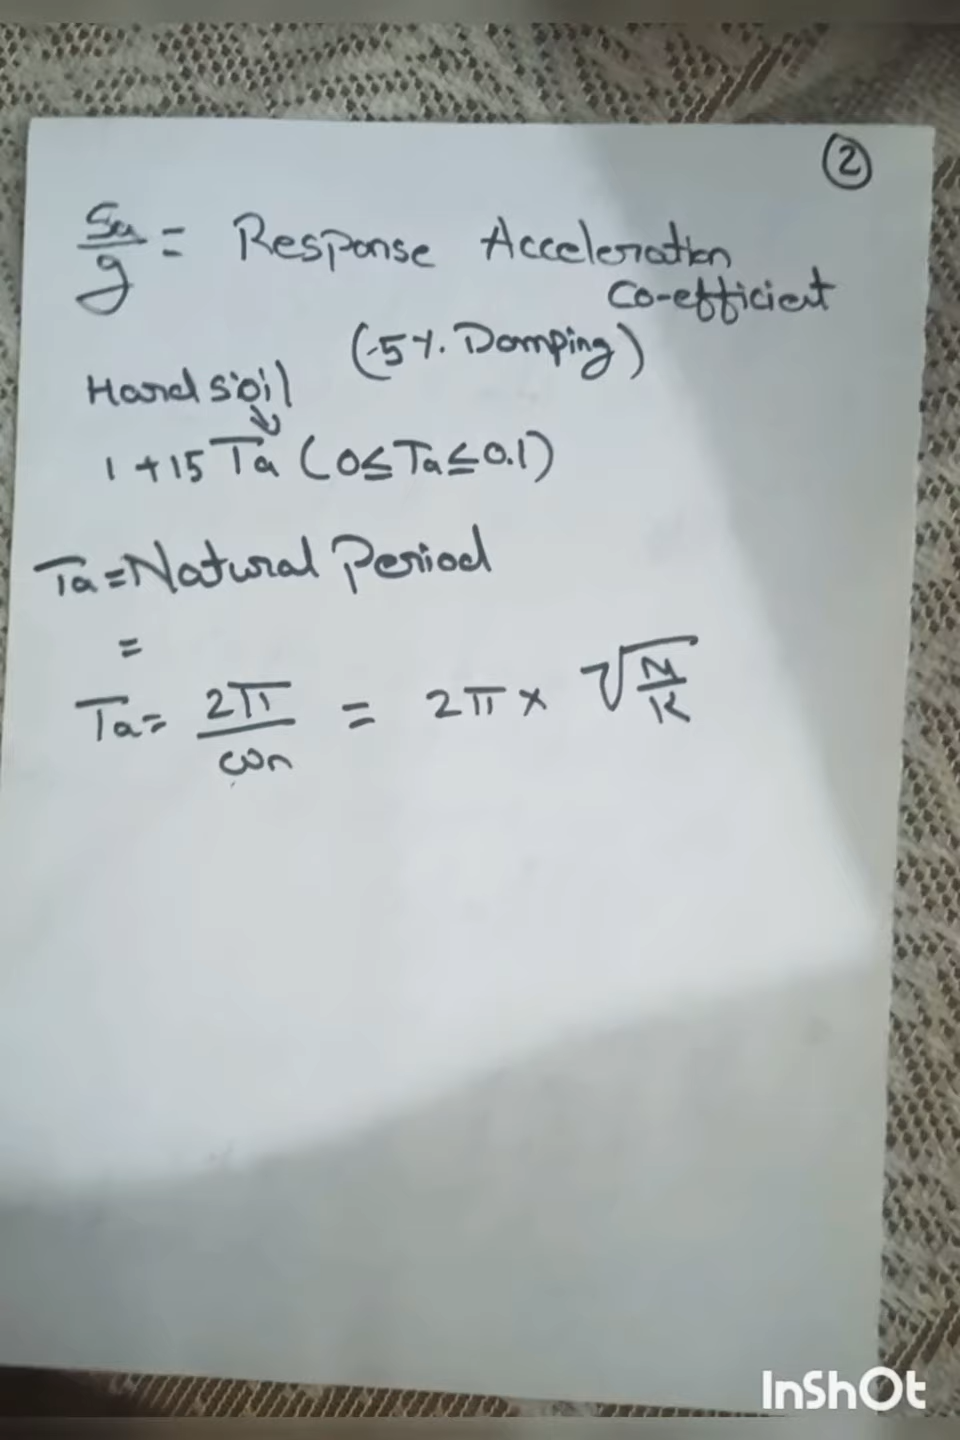 ②
Sa/g = Response Acceleration
Co-efficient
(5%. Damping)
Hard soil
1 + 15 Ta (0≤Ta≤0.1)
Ta = Natural Period
=
Ta = 2π/ωn = 2π × √M/K
InShOt